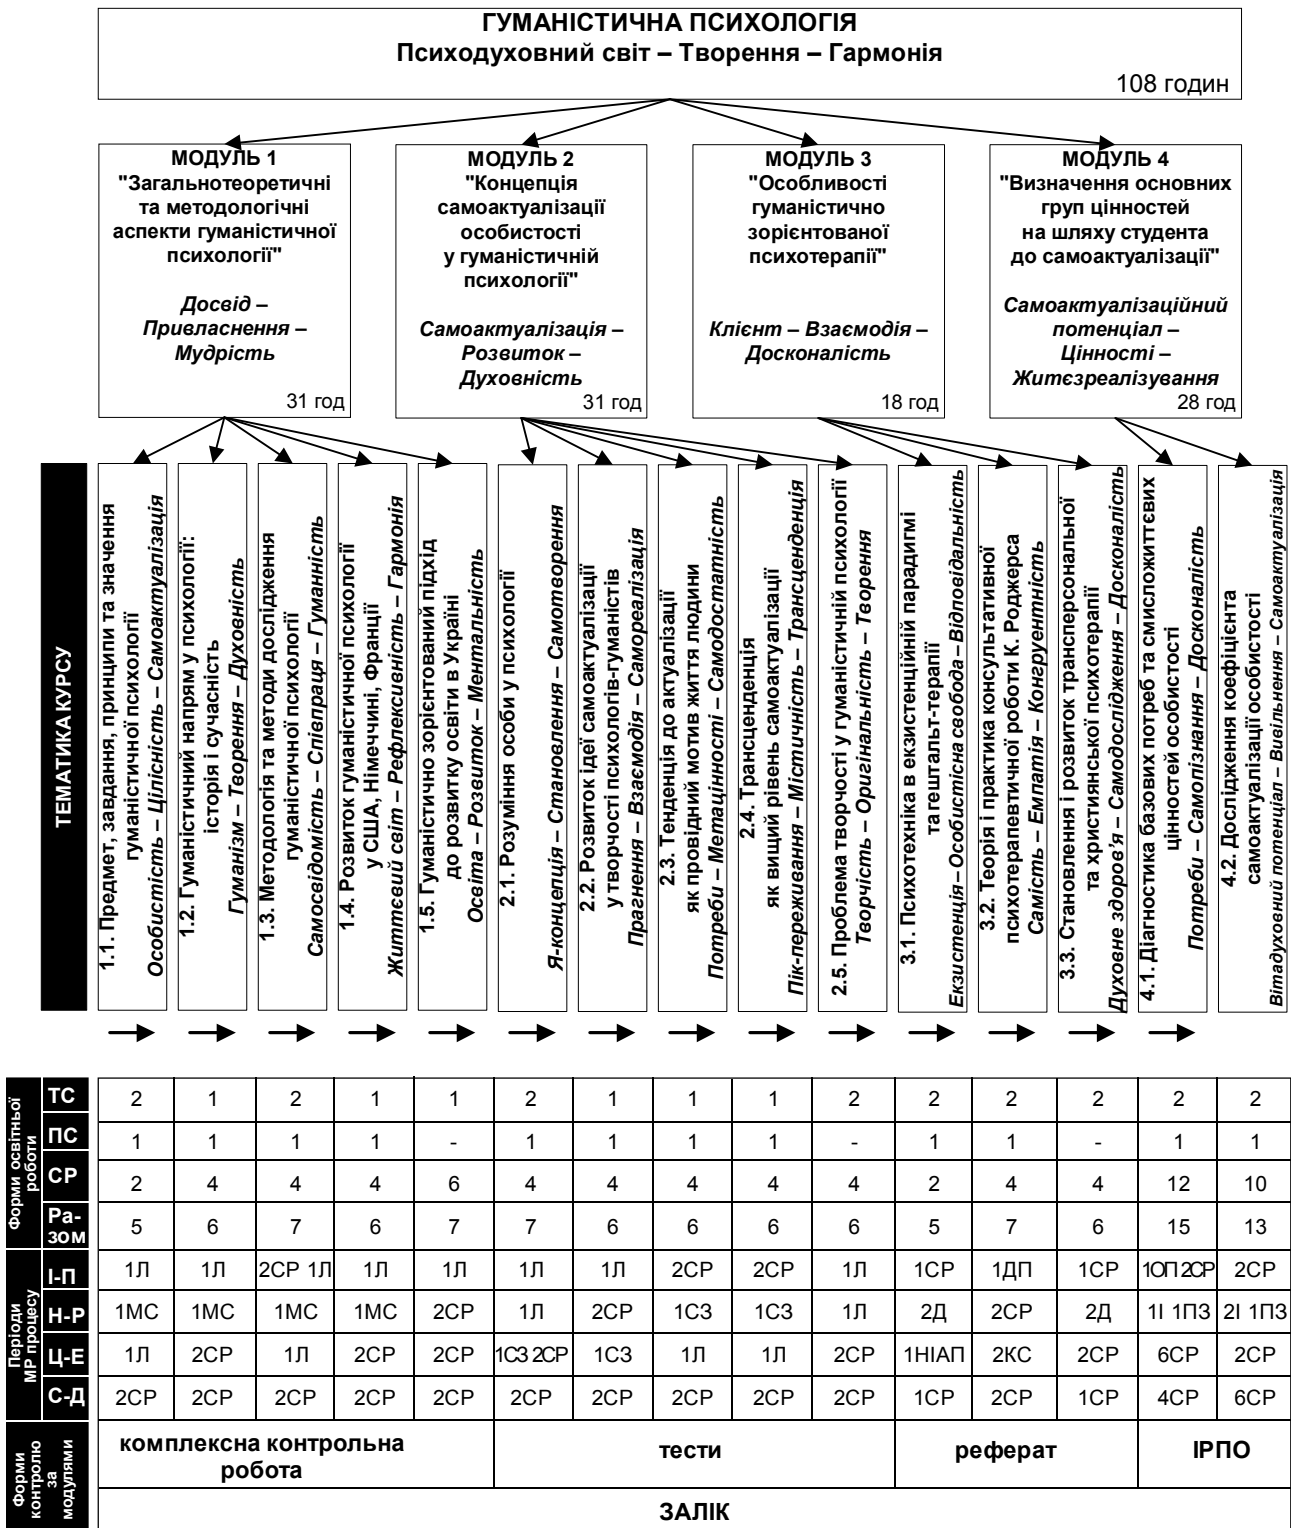 ГУМАНІСТИЧНА ПСИХОЛОГІЯ
Психодуховний світ – Творення – Гармонія
108 годин
МОДУЛЬ 1
"Загальнотеоретичні
та методологічні
аспекти гуманістичної
психології"
Досвід –
Привласнення –
Мудрість
31 год
МОДУЛЬ 2
"Концепція
самоактуалізації
особистості
у гуманістичній
психології"
Самоактуалізація –
Розвиток –
Духовність
31 год
МОДУЛЬ 3
"Особливості
гуманістично
зорієнтованої
психотерапії"
Клієнт – Взаємодія –
Досконалість
18 год
МОДУЛЬ 4
"Визначення основних
груп цінностей
на шляху студента
до самоактуалізації"
Самоактуалізаційний
потенціал –
Цінності –
Житєзреалізування
28 год
ТЕМАТИКА КУРСУ
1.1. Предмет, завдання, принципи та значення
гуманістичної психології
Особистість – Цілісність – Самоактуалізація
1.2. Гуманістичний напрям у психології:
історія і сучасність
Гуманізм – Творення – Духовність
1.3. Методологія та методи дослідження
гуманістичної психології
Самосвідомість – Співпраця – Гуманність
1.4. Розвиток гуманістичної психології
у США, Німеччині, Франції
Життєвий світ – Рефлексивність – Гармонія
1.5. Гуманістично зорієнтований підхід
до розвитку освіти в Україні
Освіта – Розвиток – Ментальність
2.1. Розуміння особи у психології
Я-концепція – Становлення – Самотворення
2.2. Розвиток ідеї самоактуалізації
у творчості психологів-гуманістів
Прагнення – Взаємодія – Самореалізація
2.3. Тенденція до актуалізації
як провідний мотив життя людини
Потреби – Метацінності – Самодостатність
2.4. Трансценденція
як вищий рівень самоактуалізації
Пік-переживання – Містичність – Трансценденція
2.5. Проблема творчості у гуманістичній психології
Творчість – Оригінальність – Творення
3.1. Психотехніка в екзистенційній парадигмі
та гештальт-терапії
Екзистенція – Особистісна свобода – Відповідальність
3.2. Теорія і практика консультативної
психотерапевтичної роботи К. Роджерса
Самість – Емпатія – Конгруентність
3.3. Становлення і розвиток трансперсональної
та християнської психотерапії
Духовне здоров'я – Самодослідження – Досконалість
4.1. Діагностика базових потреб та смисложиттєвих
цінностей особистості
Потреби – Самопізнання – Досконалість
4.2. Дослідження коефіцієнта
самоактуалізації особистості
Вітадуховний потенціал – Вивільнення – Самоактуалізація
Форми освітньої
роботи
ТС 2 1 2 1 1 2 1 1 1 2 2 2 2 2 2
ПС 1 1 1 1 - 1 1 1 1 - 1 1 - 1 1
СР 2 4 4 4 6 4 4 4 4 4 2 4 4 12 10
Ра-
зом 5 6 7 6 7 7 6 6 6 6 5 7 6 15 13
Періоди
МР процесу
І-П 1Л 1Л 2СР 1Л 1Л 1Л 1Л 1Л 2СР 2СР 1Л 1СР 1ДП 1СР 1ОП 2СР 2СР
Н-Р 1МС 1МС 1МС 1МС 2СР 1Л 2СР 1СЗ 1СЗ 1Л 2Д 2СР 2Д 1І 1ПЗ 2І 1ПЗ
Ц-Е 1Л 2СР 1Л 2СР 2СР 1СЗ 2СР 1СЗ 1Л 1Л 2СР 1НІАП 2КС 2СР 6СР 2СР
С-Д 2СР 2СР 2СР 2СР 2СР 2СР 2СР 2СР 2СР 2СР 1СР 2СР 1СР 4СР 6СР
Форми
контролю
за
модулями
комплексна контрольна
робота
тести
реферат
ІРПО
ЗАЛІК